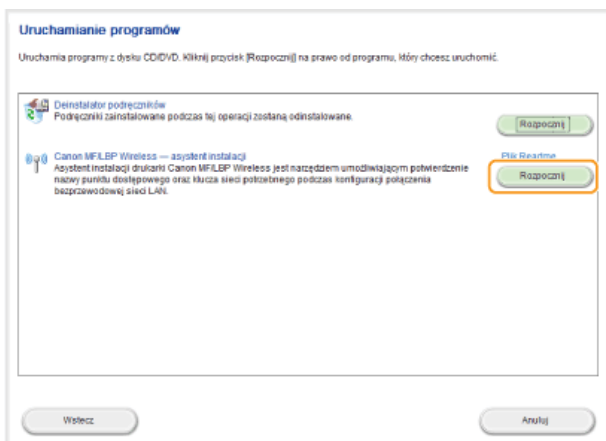 Uruchamianie programów
Uruchamia programy z dysku CD/DVD. Kliknij przycisk [Rozpocznij] na prawo od programu, który chcesz uruchomić.
Deinstalator podręczników
Podręczniki zainstalowane podczas tej operacji zostaną odinstalowane.
Rozpocznij
Canon MF/LBP Wireless — asystent instalacji
Plik Readme
Asystent instalacji drukarki Canon MF/LBP Wireless jest narzędziem umożliwiającym potwierdzenie
nazwy punktu dostępowego oraz klucza sieci potrzebnego podczas konfiguracji połączenia
bezprzewodowej sieci LAN.
Rozpocznij
Wstecz
Anuluj